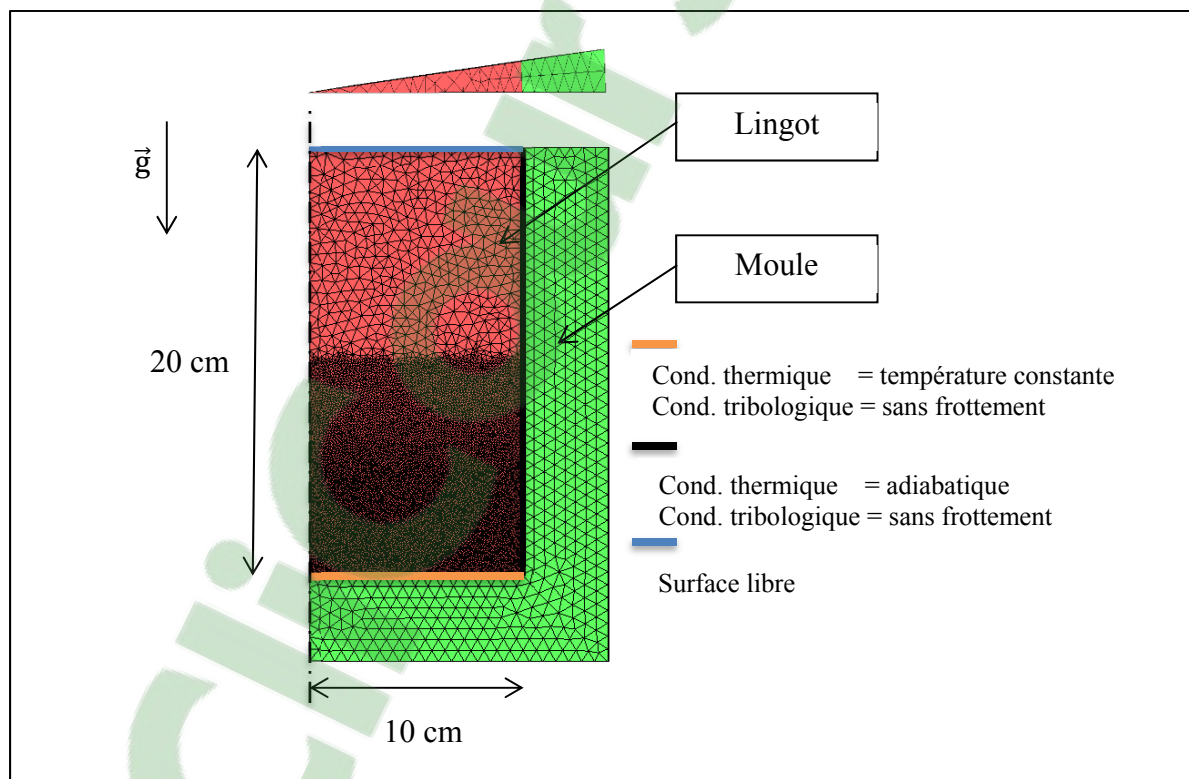 Lingot
g
Moule
20 cm
Cond. thermique = température constante
Cond. tribologique = sans frottement
Cond. thermique = adiabatique
Cond. tribologique = sans frottement
Surface libre
10 cm